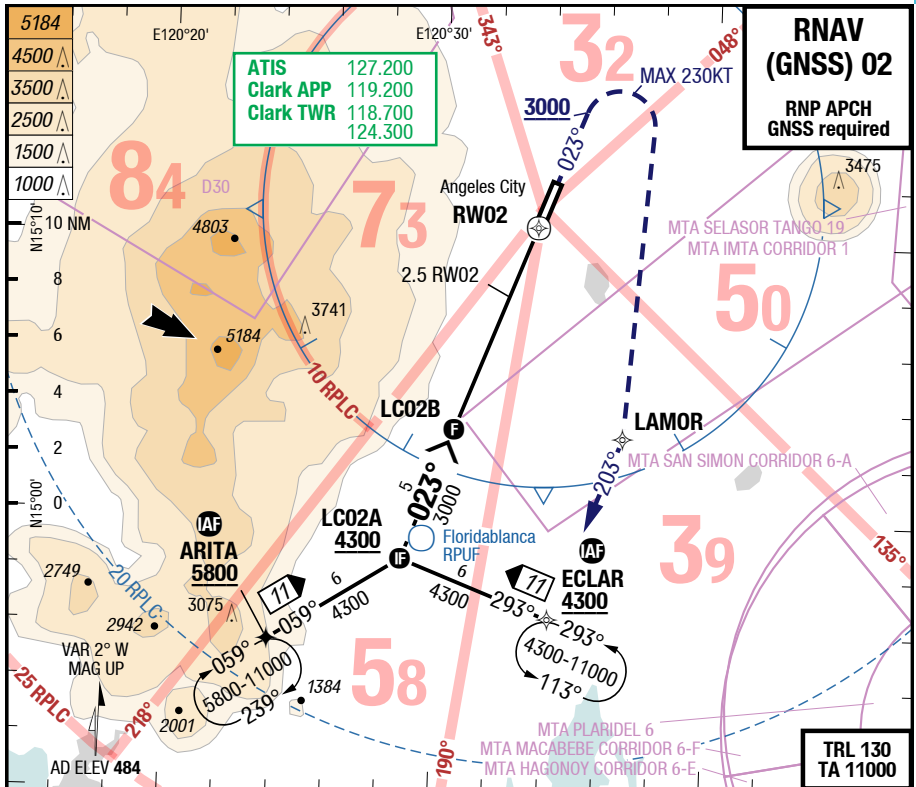 5184
4500
3500
2500
1500
1000
E120°20'
E120°30'
ATIS 127.200
Clark APP 119.200
Clark TWR 118.700
124.300
RNAV
(GNSS) 02
RNP APCH
GNSS required
343°
32
048°
MAX 230KT
3000
023°
84
D30
73
3475
Angeles City
RW02
N15°10'
10 NM
4803
MTA SELASOR TANGO 19
MTA IMTA CORRIDOR 1
8
2.5 RW02
50
3741
6
5184
10 RPLC
4
LC02B
F
LAMOR
2
MTA SAN SIMON CORRIDOR 6-A
203°
023°
5
3000
N15°00'
0
IAF
ARITA
5800
LC02A
4300
IF
Floridablanca
RPUF
IAF
ECLAR
4300
39
135°
2749
20 RPLC
11
6
4300
6
4300
11
293°
3075
059°
2942
059°
5800-11000
239°
293°
4300-11000
113°
VAR 2° W
MAG UP
58
1384
25 RPLC
218°
2001
190°
MTA PLARIDEL 6
MTA MACABEBE CORRIDOR 6-F
MTA HAGONOY CORRIDOR 6-E
AD ELEV 484
TRL 130
TA 11000